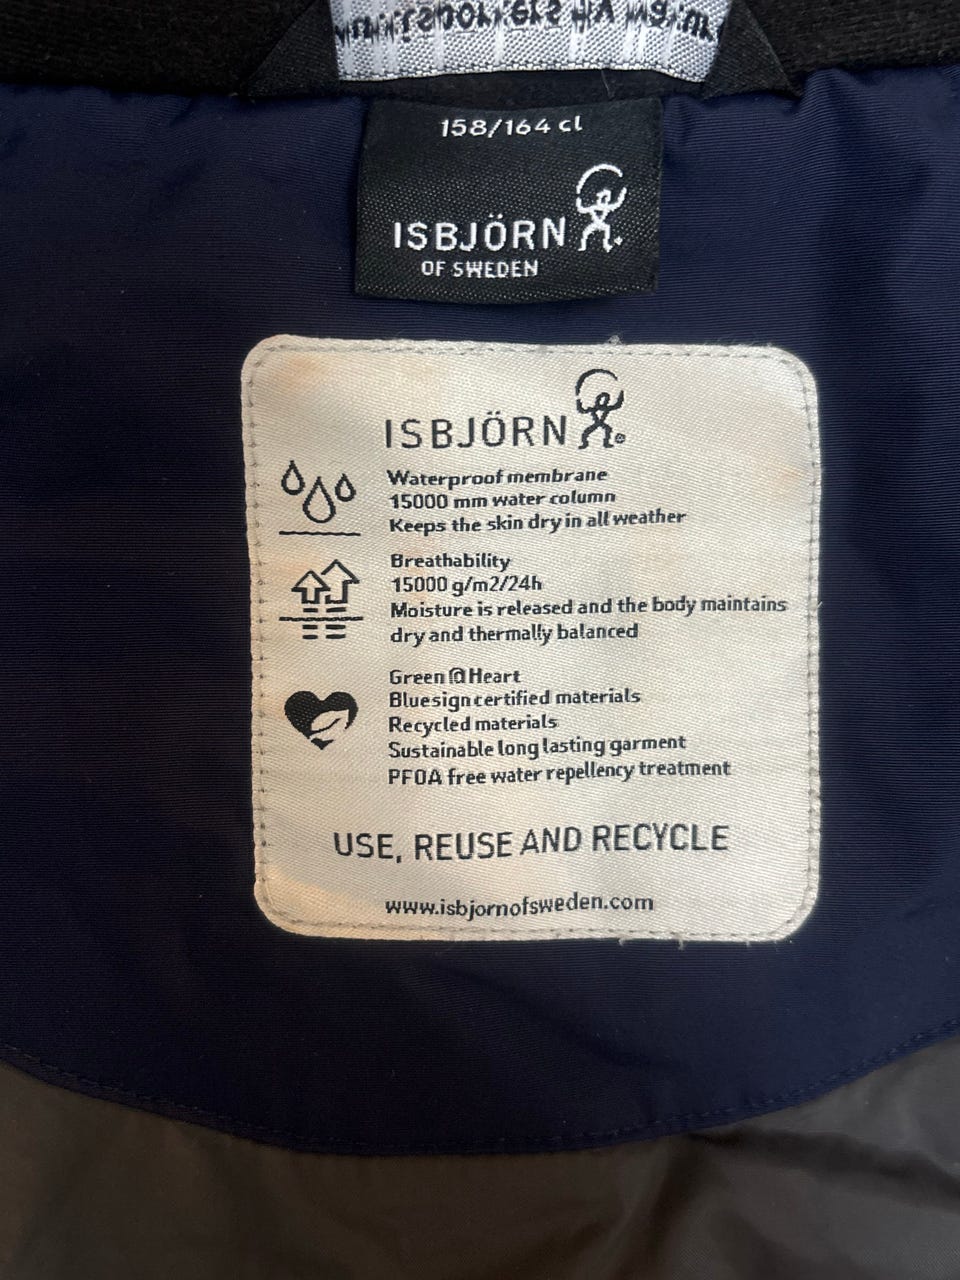 158/164 cl
ISBJÖRN
OF SWEDEN
ISBJÖRN
Waterproof membrane
15000 mm water column
Keeps the skin dry in all weather
Breathability
15000 g/m2/24h
Moisture is released and the body maintains
dry and thermally balanced
Green@Heart
Bluesign certified materials
Recycled materials
Sustainable long lasting garment
PFOA free water repellency treatment
USE, REUSE AND RECYCLE
www.isbjornofsweden.com